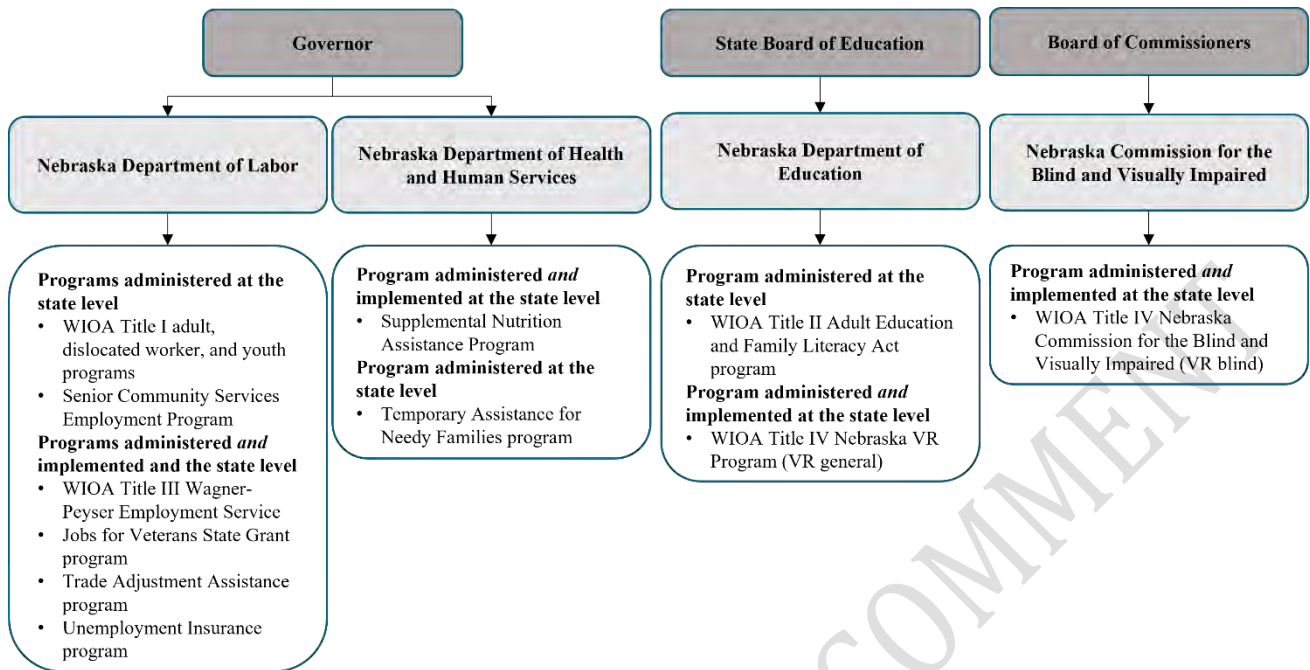 Governor
State Board of Education
Board of Commissioners
Nebraska Department of Labor
Nebraska Department of Health
and Human Services
Nebraska Department of
Education
Nebraska Commission for the
Blind and Visually Impaired
Programs administered at the
state level
• WIOA Title I adult,
dislocated worker, and youth
programs
• Senior Community Services
Employment Program
Programs administered and
implemented and the state level
• WIOA Title III Wagner-
Peyser Employment Service
• Jobs for Veterans State Grant
program
• Trade Adjustment Assistance
program
• Unemployment Insurance
program
Program administered and
implemented at the state level
• Supplemental Nutrition
Assistance Program
Program administered at the
state level
• Temporary Assistance for
Needy Families program
Program administered at the
state level
• WIOA Title II Adult Education
and Family Literacy Act
program
Program administered and
implemented at the state level
• WIOA Title IV Nebraska VR
Program (VR general)
Program administered and
implemented at the state level
• WIOA Title IV Nebraska
Commission for the Blind and
Visually Impaired (VR blind)
COMMENT